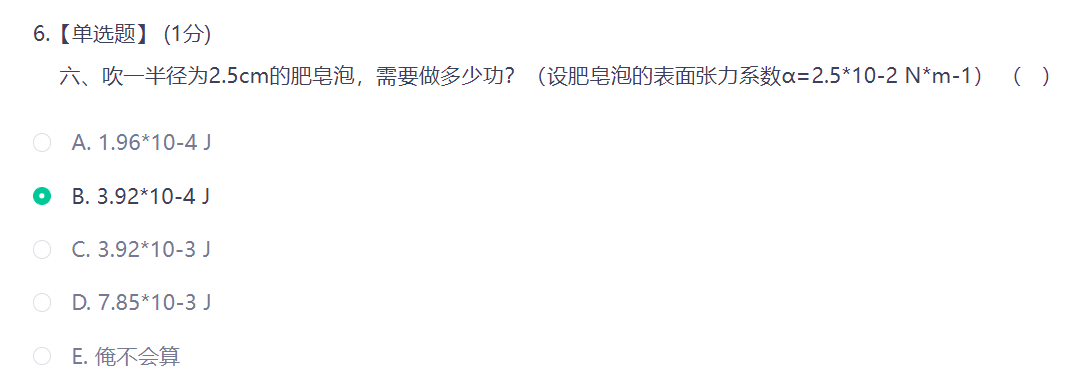 6.【单选题】 (1分)
六、吹一半径为2.5cm的肥皂泡，需要做多少功？（设肥皂泡的表面张力系数α=2.5*10-2 N*m-1）（ ）
A. 1.96*10-4 J
B. 3.92*10-4 J
C. 3.92*10-3 J
D. 7.85*10-3 J
E. 俺不会算